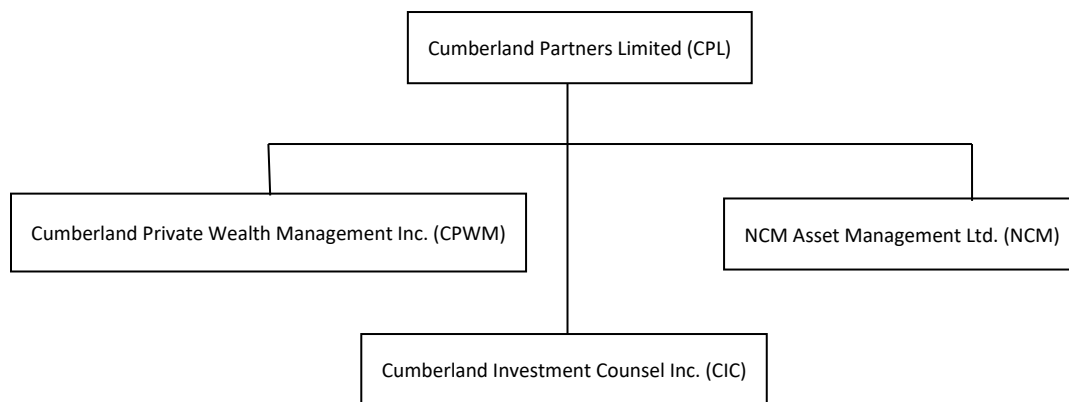 Cumberland Partners Limited (CPL)
Cumberland Private Wealth Management Inc. (CPWM)
NCM Asset Management Ltd. (NCM)
Cumberland Investment Counsel Inc. (CIC)